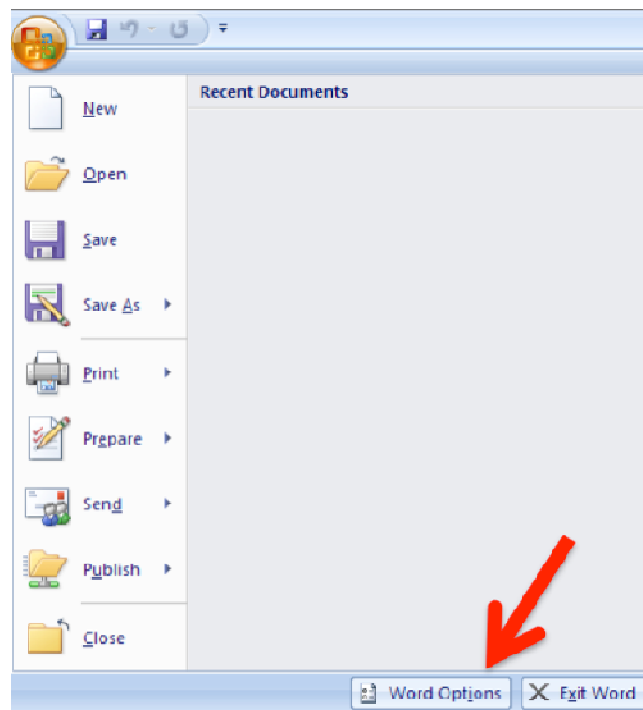 Recent Documents
New
Open
Save
Save As
Print
Prepare
Send
Publish
Close
Word Options
Exit Word